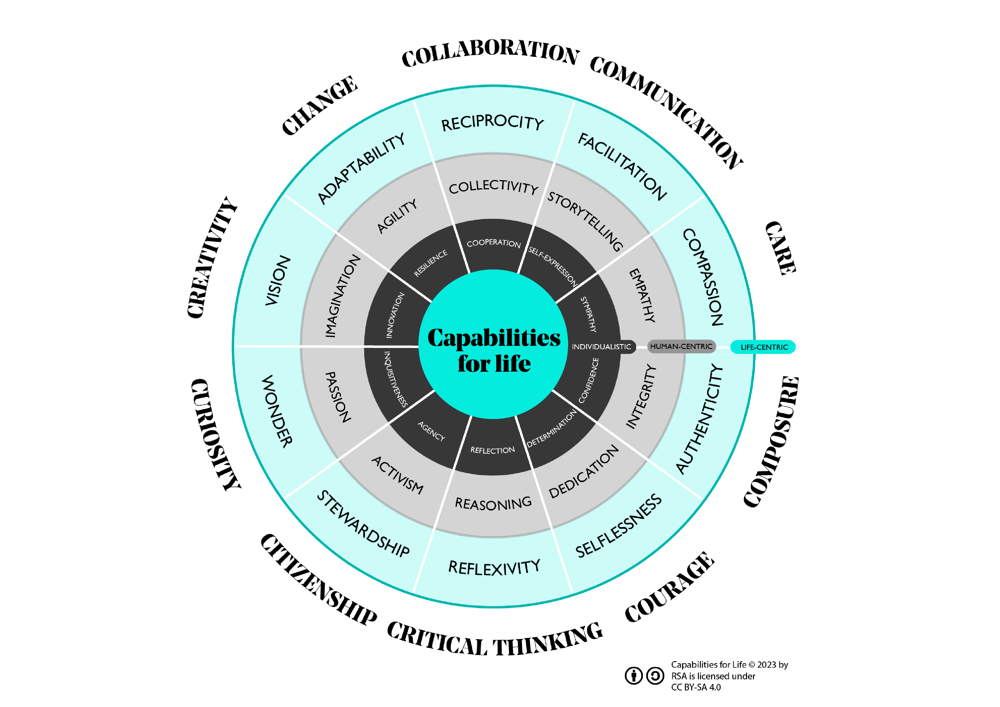 COLLABORATION
COMMUNICATION
CARE
COMPOSURE
COURAGE
CRITICAL THINKING
CITIZENSHIP
CURIOSITY
CREATIVITY
CHANGE
RECIPROCITY
FACILITATION
COMPASSION
AUTHENTICITY
SELFLESSNESS
REFLEXIVITY
STEWARDSHIP
WONDER
VISION
ADAPTABILITY
COLLECTIVITY
STORYTELLING
EMPATHY
INTEGRITY
DEDICATION
REASONING
ACTIVISM
PASSION
IMAGINATION
AGILITY
COOPERATION
SELF-EXPRESSION
SYMPATHY
CONFIDENCE
DETERMINATION
REFLECTION
AGENCY
INQUISITIVENESS
INNOVATION
RESILIENCE
Capabilities
for life
INDIVIDUALISTIC
HUMAN-CENTRIC
LIFE-CENTRIC
Capabilities for Life © 2023 by
RSA is licensed under
CC BY-SA 4.0